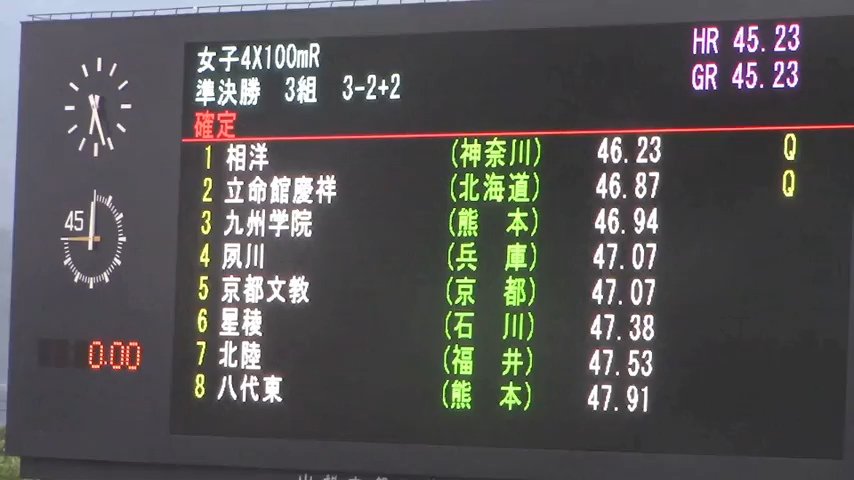 女子4X100mR
HR 45.23
準決勝 3組 3-2+2
GR 45.23
確定
1 相洋 (神奈川) 46.23 Q
2 立命館慶祥 (北海道) 46.87 Q
3 九州学院 (熊 本) 46.94
4 夙川 (兵 庫) 47.07
5 京都文教 (京 都) 47.07
6 星稜 (石 川) 47.38
7 北陸 (福 井) 47.53
8 八代東 (熊 本) 47.91
45
0.00